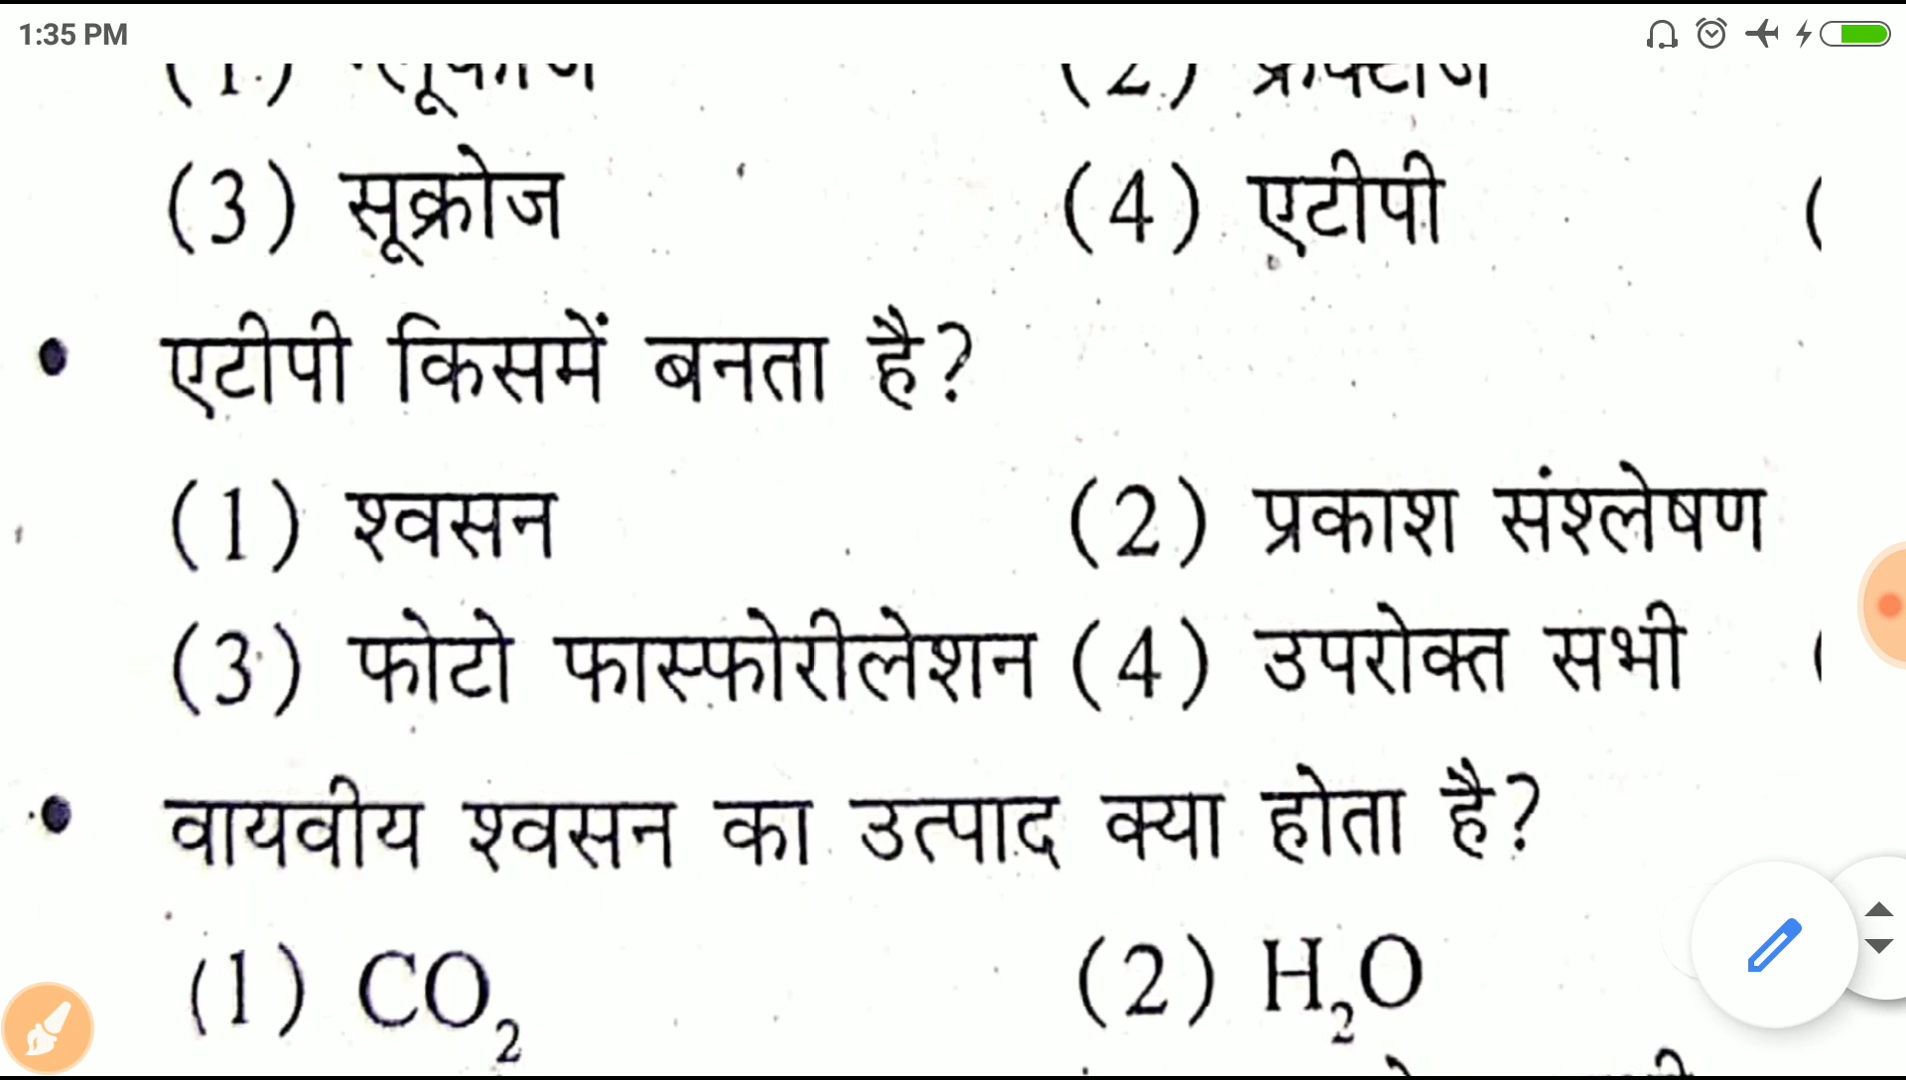 1:35 PM
(3) सूक्रोज (4) एटीपी (
• एटीपी किसमें बनता है?
(1) श्वसन (2) प्रकाश संश्लेषण
(3) फोटो फास्फोरीलेशन (4) उपरोक्त सभी (
• वायवीय श्वसन का उत्पाद क्या होता है?
(1) CO₂ (2) H₂O